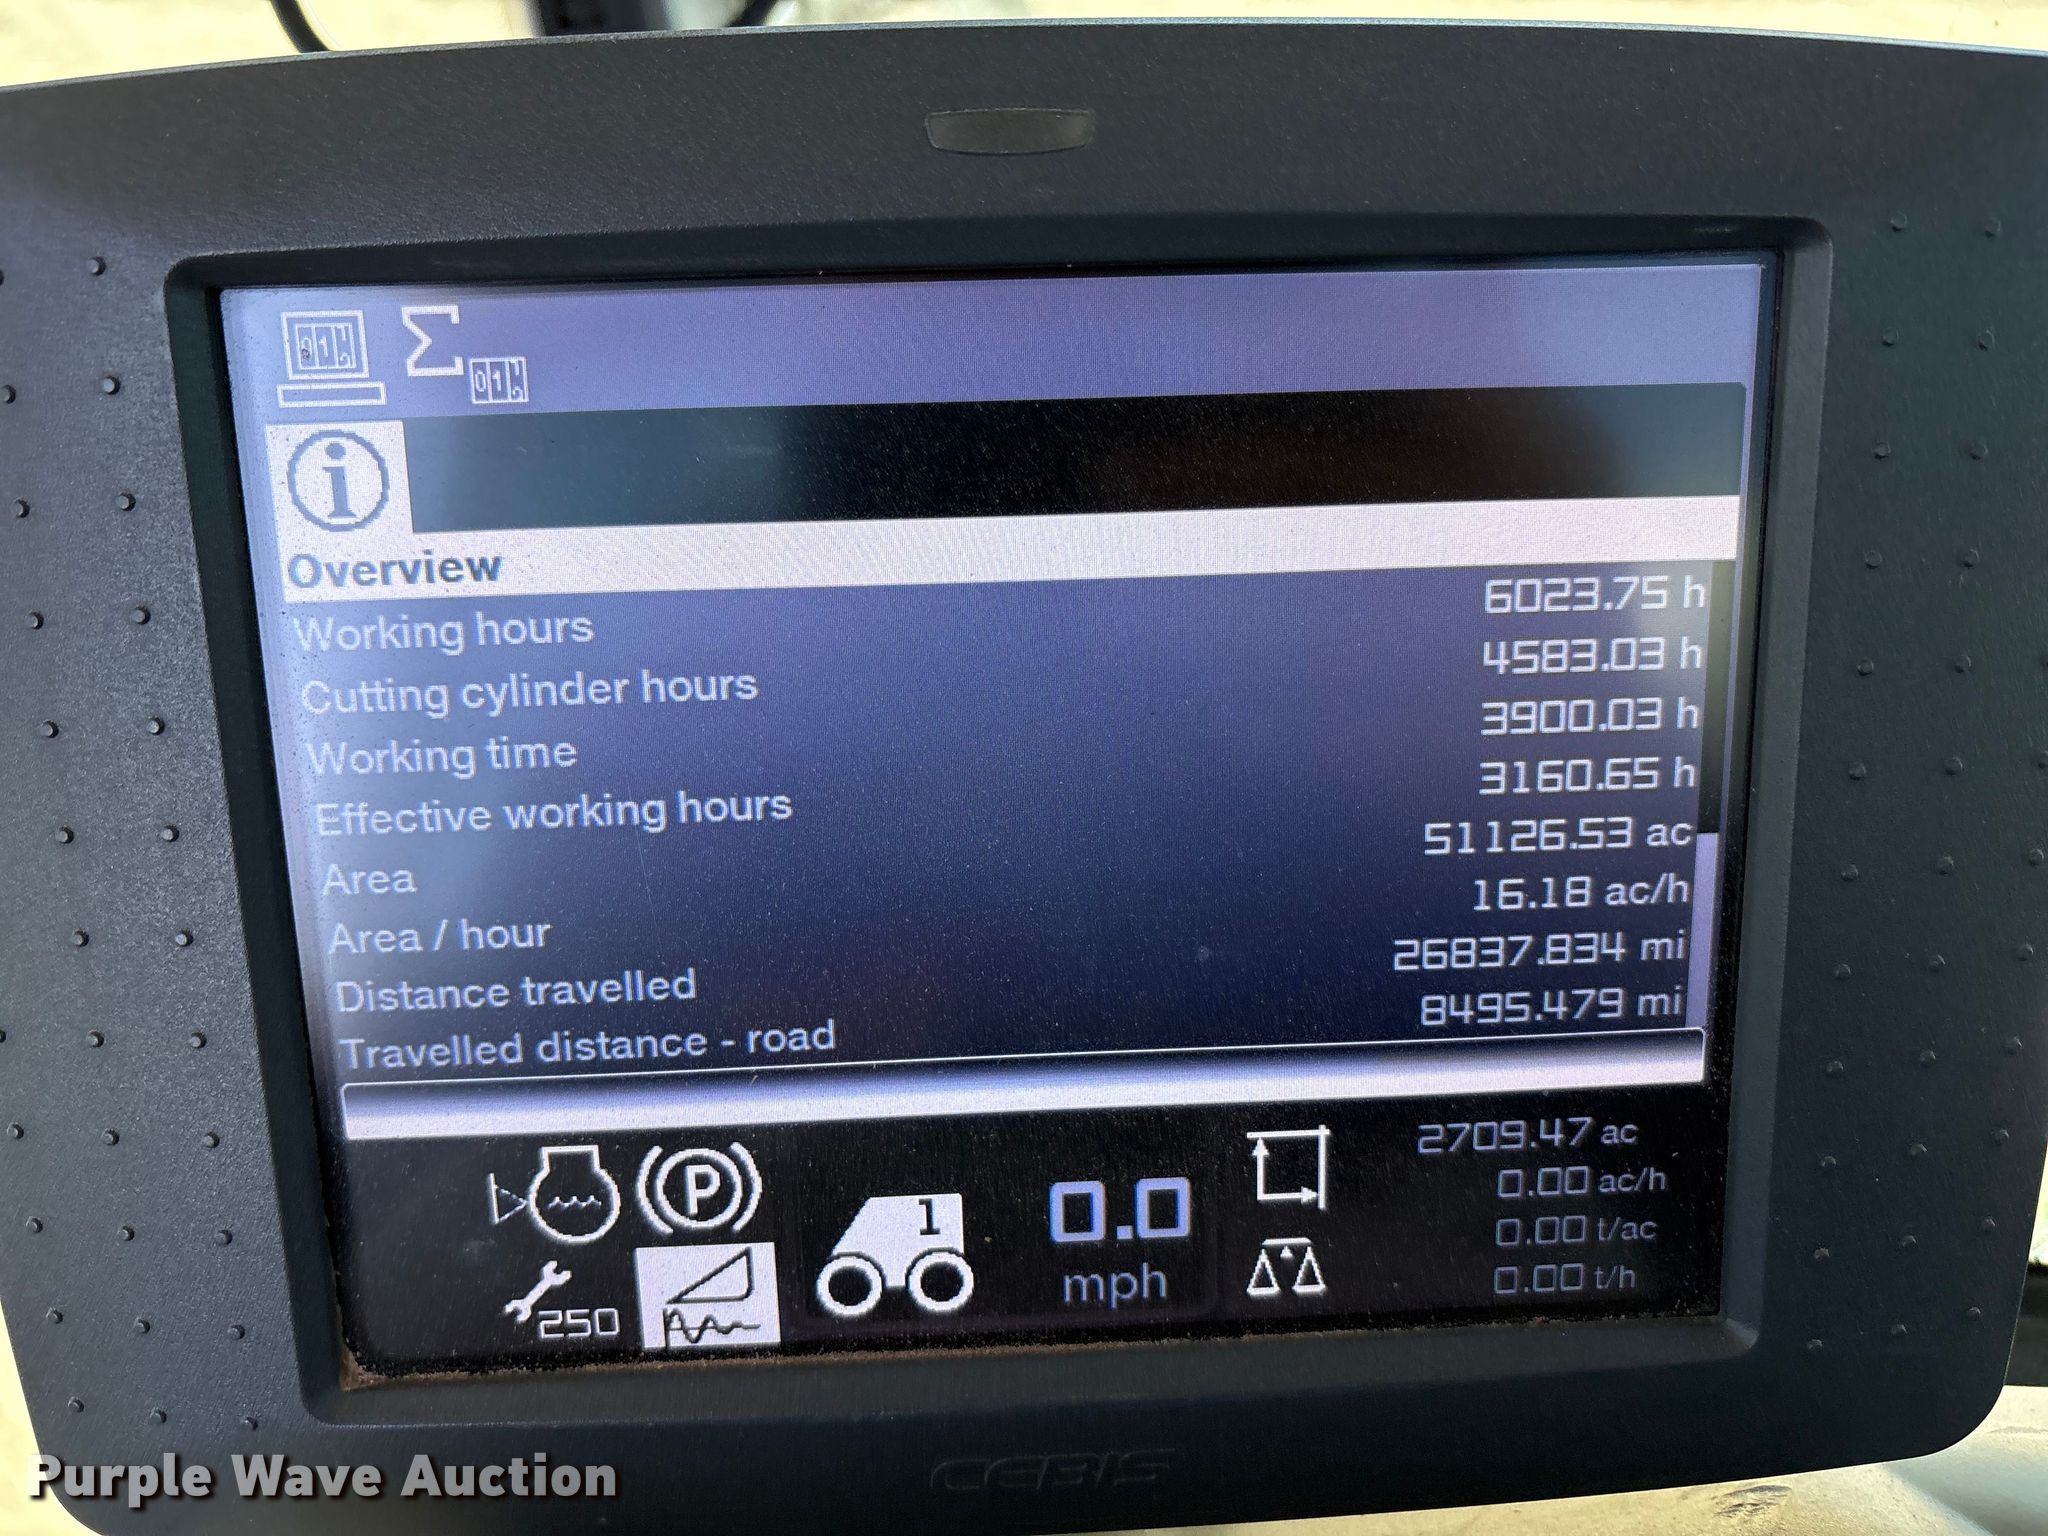 Overview
Working hours 6023.75 h
Cutting cylinder hours 4583.03 h
Working time 3900.03 h
Effective working hours 3160.65 h
Area 51126.53 ac
Area / hour 16.18 ac/h
Distance travelled 26837.834 mi
Travelled distance - road 8495.479 mi
P
1
0.0
mph
250
2709.47 ac
0.00 ac/h
0.00 t/ac
0.00 t/h
CEBIS
Purple Wave Auction